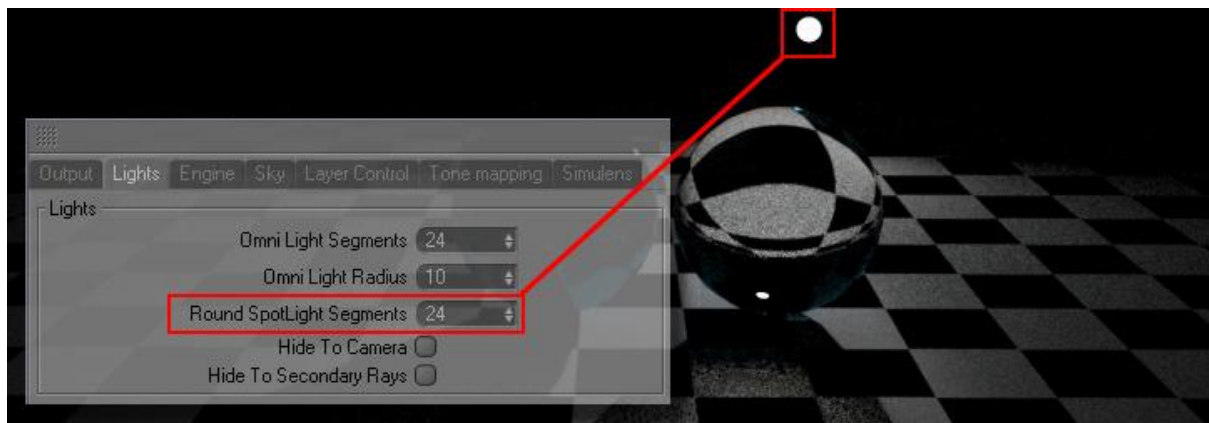 Output Lights Engine Sky Layer Control Tone mapping Simulens
Lights
Omni Light Segments 24
Omni Light Radius 10
Round SpotLight Segments 24
Hide To Camera
Hide To Secondary Rays